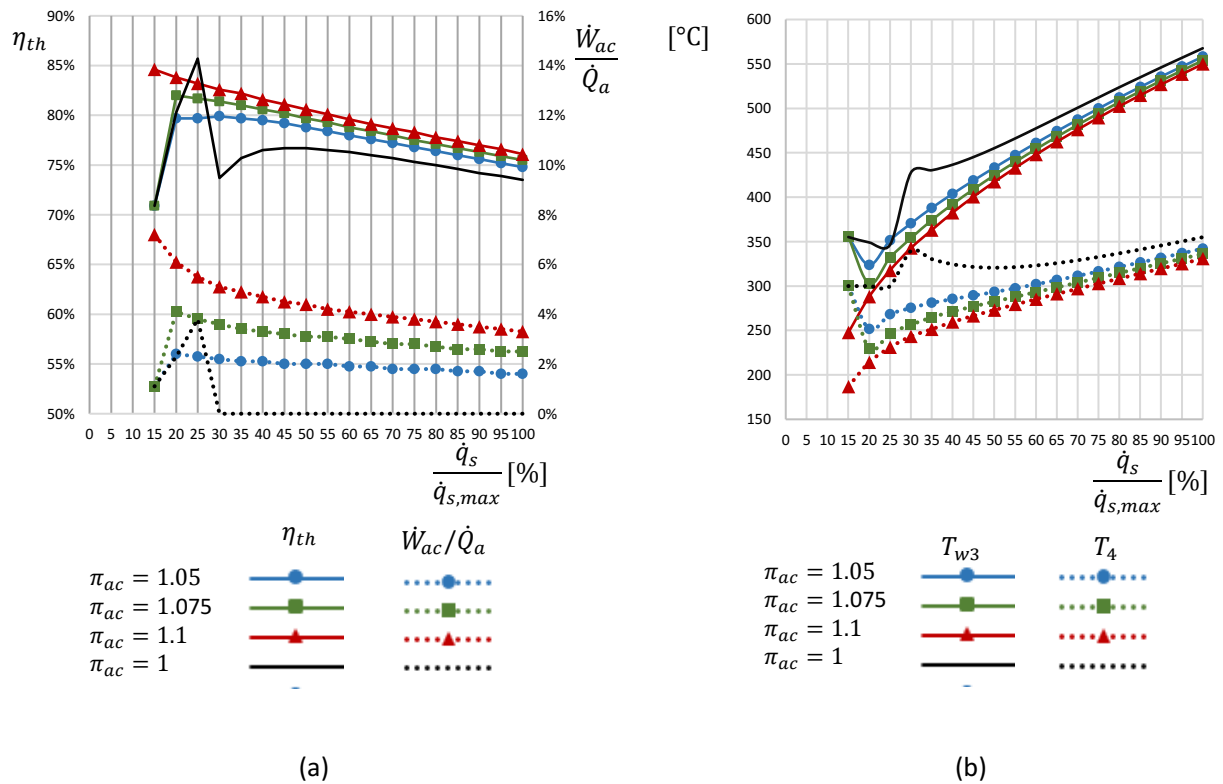 η_th
90%
85%
80%
75%
70%
65%
60%
55%
50%
16%
14%
12%
10%
8%
6%
4%
2%
0%
Ẇ_ac
Q̇_a
0 5 10 15 20 25 30 35 40 45 50 55 60 65 70 75 80 85 90 95 100
q̇_s
q̇_s,max [%]
η_th Ẇ_ac/Q̇_a
π_ac = 1.05
π_ac = 1.075
π_ac = 1.1
π_ac = 1
(a)
[°C]
600
550
500
450
400
350
300
250
200
150
0 5 10 15 20 25 30 35 40 45 50 55 60 65 70 75 80 85 90 95 100
q̇_s
q̇_s,max [%]
T_w3 T_4
π_ac = 1.05
π_ac = 1.075
π_ac = 1.1
π_ac = 1
(b)